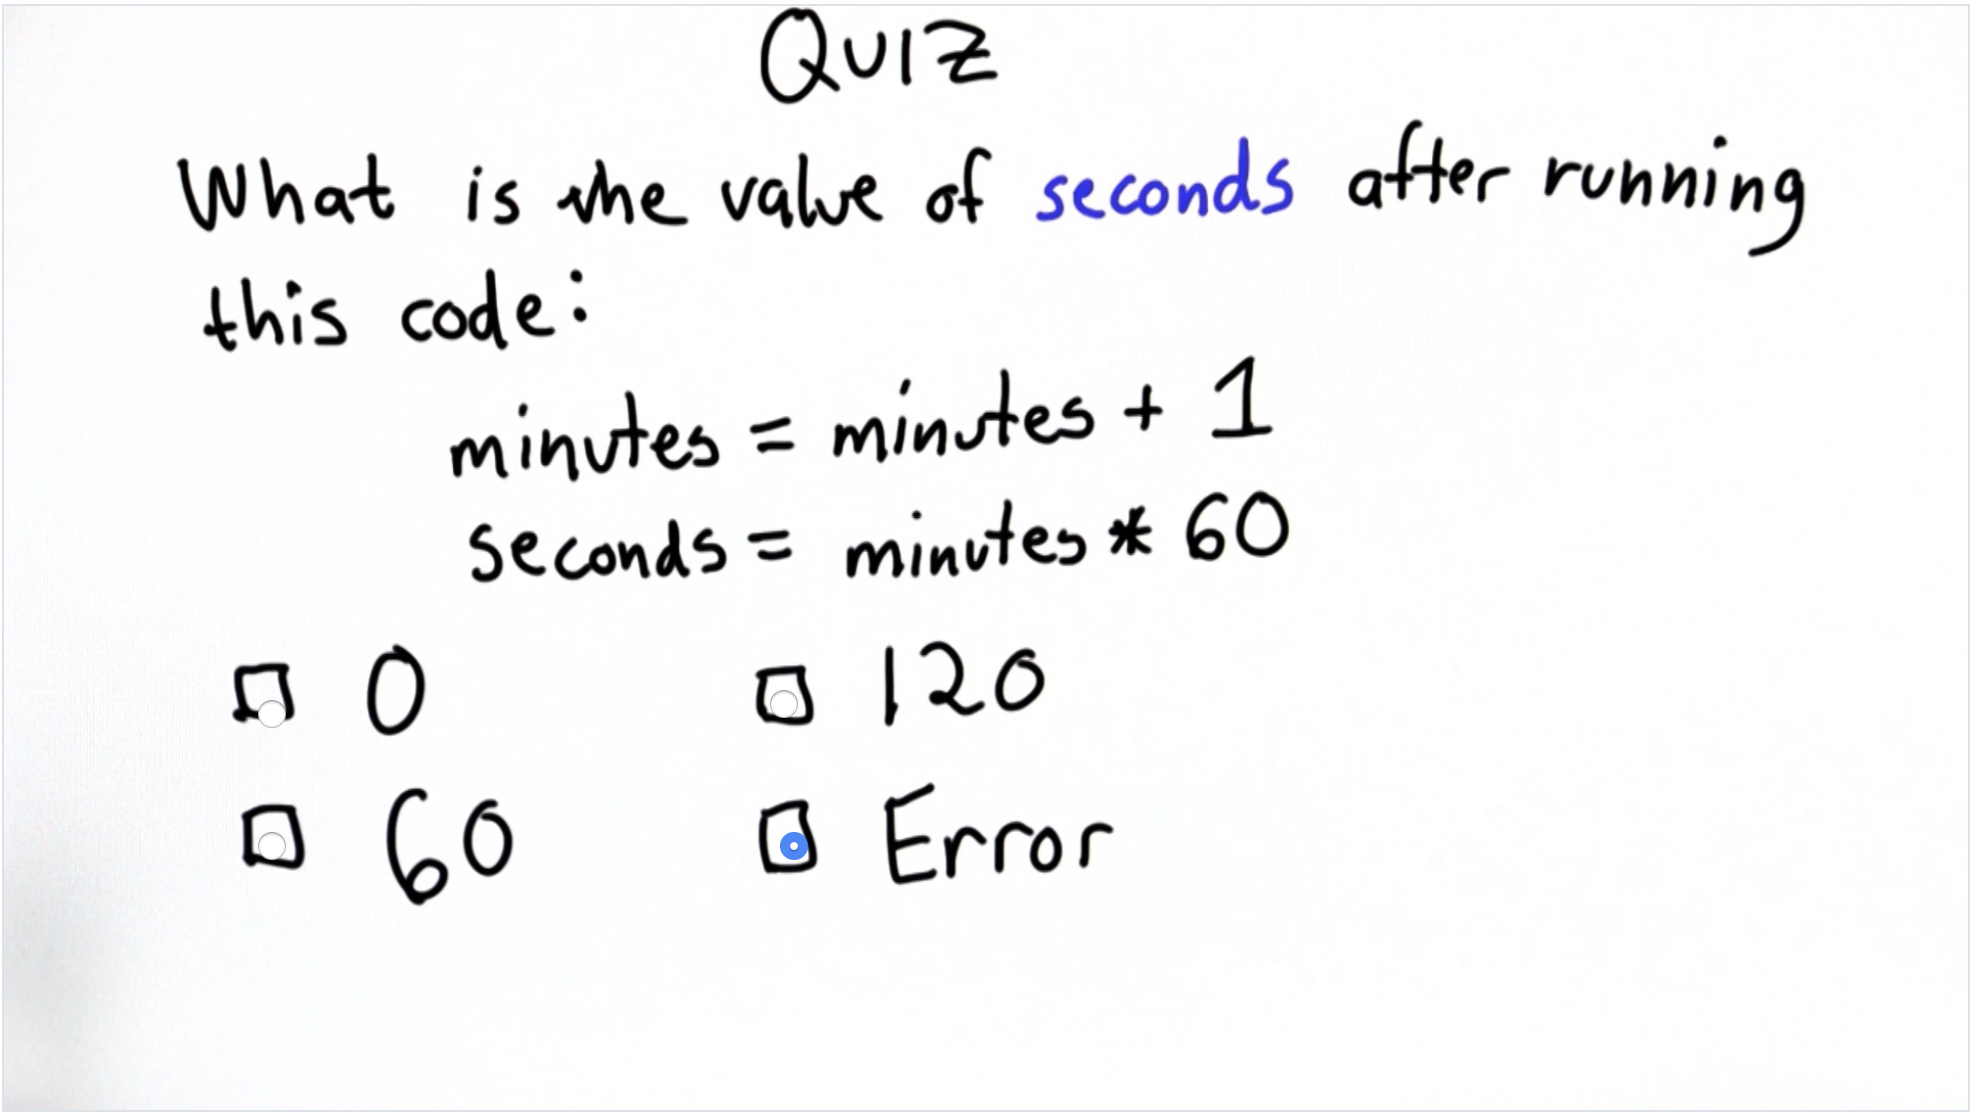 QUIZ
What is the value of seconds after running
this code:
minutes = minutes + 1
seconds = minutes * 60
0 120
60 Error